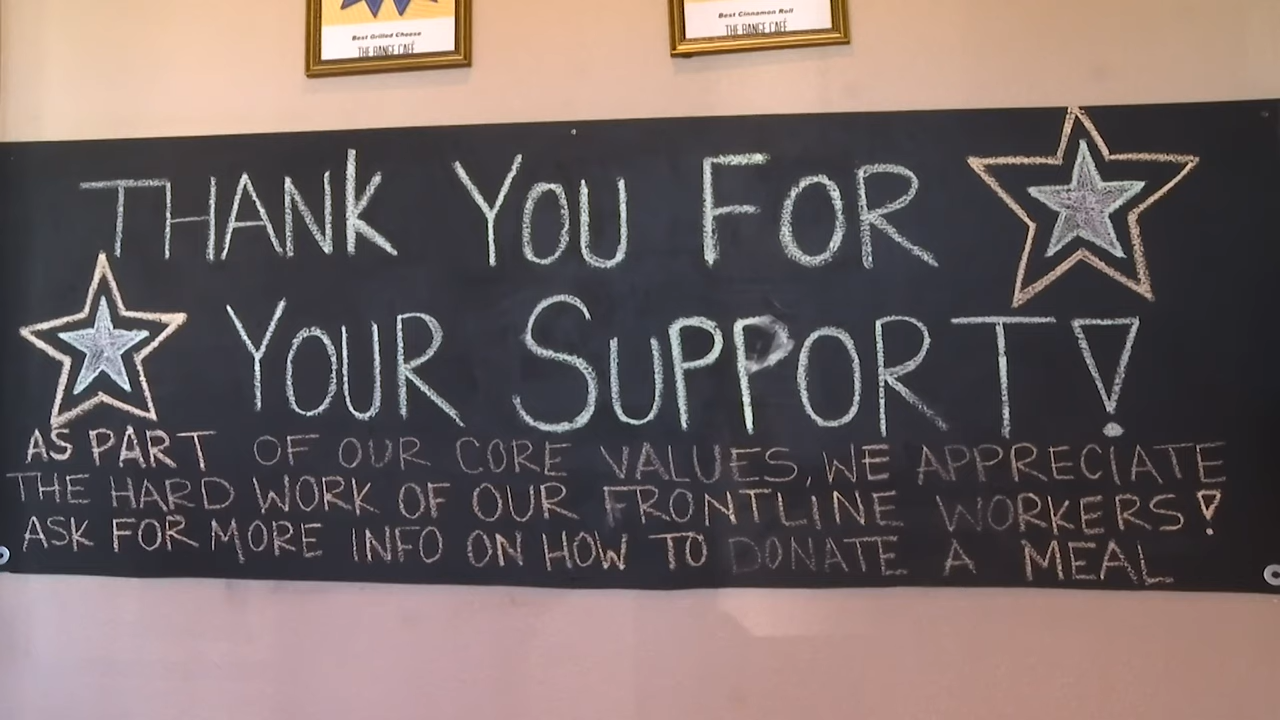 Best Grilled Cheese
THE RANGE CAFÉ
Best Cinnamon Roll
THE RANGE CAFÉ
THANK YOU FOR
YOUR SUPPORT!
AS PART OF OUR CORE VALUES, WE APPRECIATE
THE HARD WORK OF OUR FRONTLINE WORKERS!
ASK FOR MORE INFO ON HOW TO DONATE A MEAL